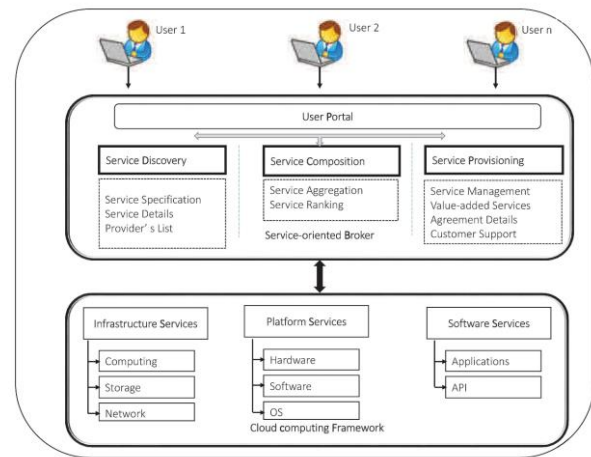 User 1
User 2
User n
User Portal
Service Discovery
Service Composition
Service Provisioning
Service Specification
Service Details
Provider's List
Service Aggregation
Service Ranking
Service Management
Value-added Services
Agreement Details
Customer Support
Service-oriented Broker
Infrastructure Services
Platform Services
Software Services
Computing
Storage
Network
Hardware
Software
OS
Applications
API
Cloud computing Framework